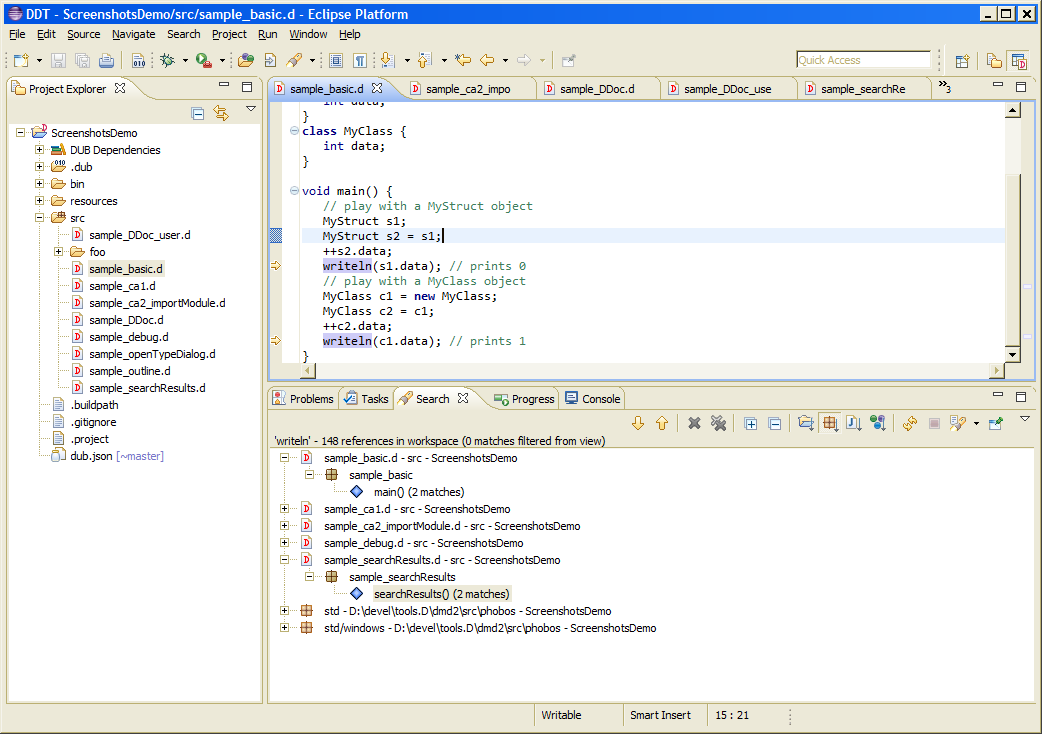 DDT - ScreenshotsDemo/src/sample_basic.d - Eclipse Platform
File Edit Source Navigate Search Project Run Window Help
Quick Access
Project Explorer
ScreenshotsDemo
DUB Dependencies
.dub
bin
resources
src
sample_DDoc_user.d
foo
sample_basic.d
sample_ca1.d
sample_ca2_importModule.d
sample_DDoc.d
sample_debug.d
sample_openTypeDialog.d
sample_outline.d
sample_searchResults.d
.buildpath
.gitignore
.project
dub.json [~master]
sample_basic.d sample_ca2_impo sample_DDoc.d sample_DDoc_use sample_searchRe »3
int data;
}
class MyClass {
int data;
}
void main() {
// play with a MyStruct object
MyStruct s1;
MyStruct s2 = s1;
++s2.data;
writeln(s1.data); // prints 0
// play with a MyClass object
MyClass c1 = new MyClass;
MyClass c2 = c1;
++c2.data;
writeln(c1.data); // prints 1
}
Problems Tasks Search Progress Console
'writeln' - 148 references in workspace (0 matches filtered from view)
sample_basic.d - src - ScreenshotsDemo
sample_basic
main() (2 matches)
sample_ca1.d - src - ScreenshotsDemo
sample_ca2_importModule.d - src - ScreenshotsDemo
sample_debug.d - src - ScreenshotsDemo
sample_searchResults.d - src - ScreenshotsDemo
sample_searchResults
searchResults() (2 matches)
std - D:\devel\tools.D\dmd2\src\phobos - ScreenshotsDemo
std/windows - D:\devel\tools.D\dmd2\src\phobos - ScreenshotsDemo
Writable Smart Insert 15 : 21